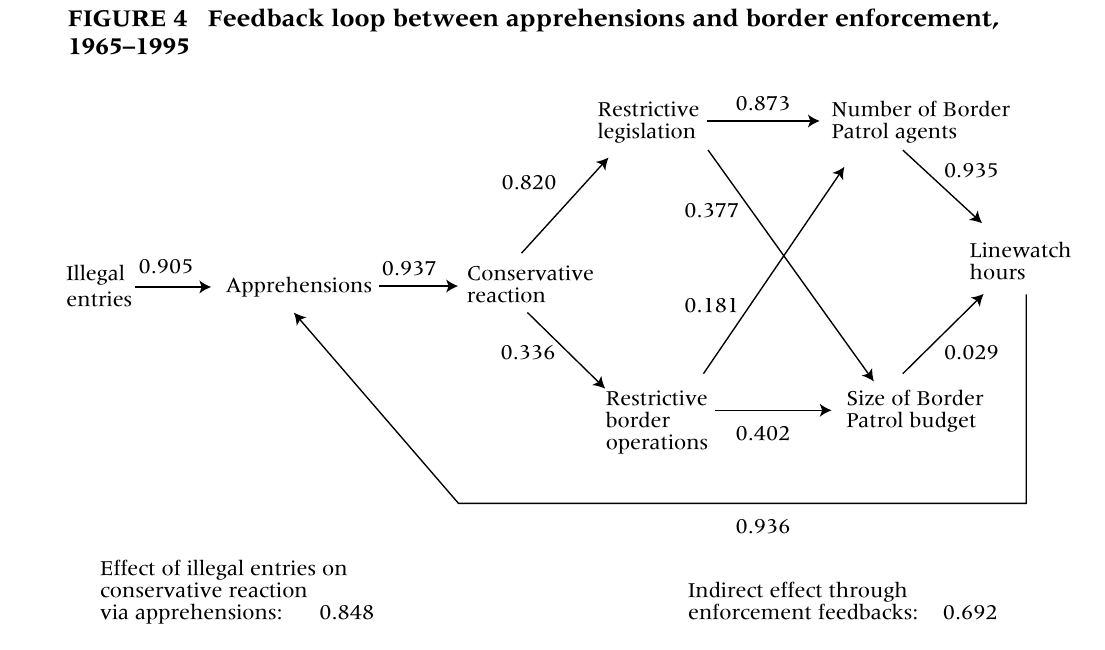 FIGURE 4 Feedback loop between apprehensions and border enforcement,
1965–1995
Restrictive
legislation
0.873
Number of Border
Patrol agents
0.820
0.377
0.935
Illegal
entries
0.905
Apprehensions
0.937
Conservative
reaction
Linewatch
hours
0.181
0.336
0.029
Restrictive
border
operations
0.402
Size of Border
Patrol budget
0.936
Effect of illegal entries on
conservative reaction
via apprehensions: 0.848
Indirect effect through
enforcement feedbacks: 0.692